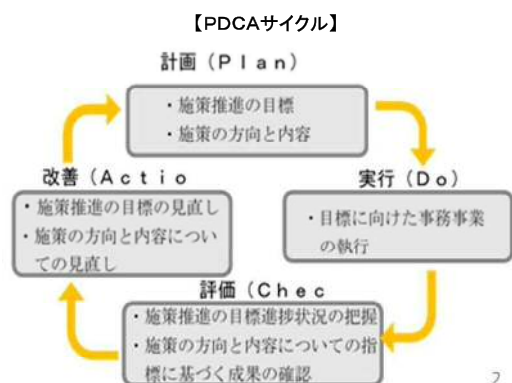 【PDCAサイクル】
計画（Plan）
・施策推進の目標
・施策の方向と内容
改善（Actio
・施策推進の目標の見直し
・施策の方向と内容につい
ての見直し
実行（Do）
・目標に向けた事務事業
の執行
評価（Chec
・施策推進の目標進捗状況の把握
・施策の方向と内容についての指
標に基づく成果の確認
2